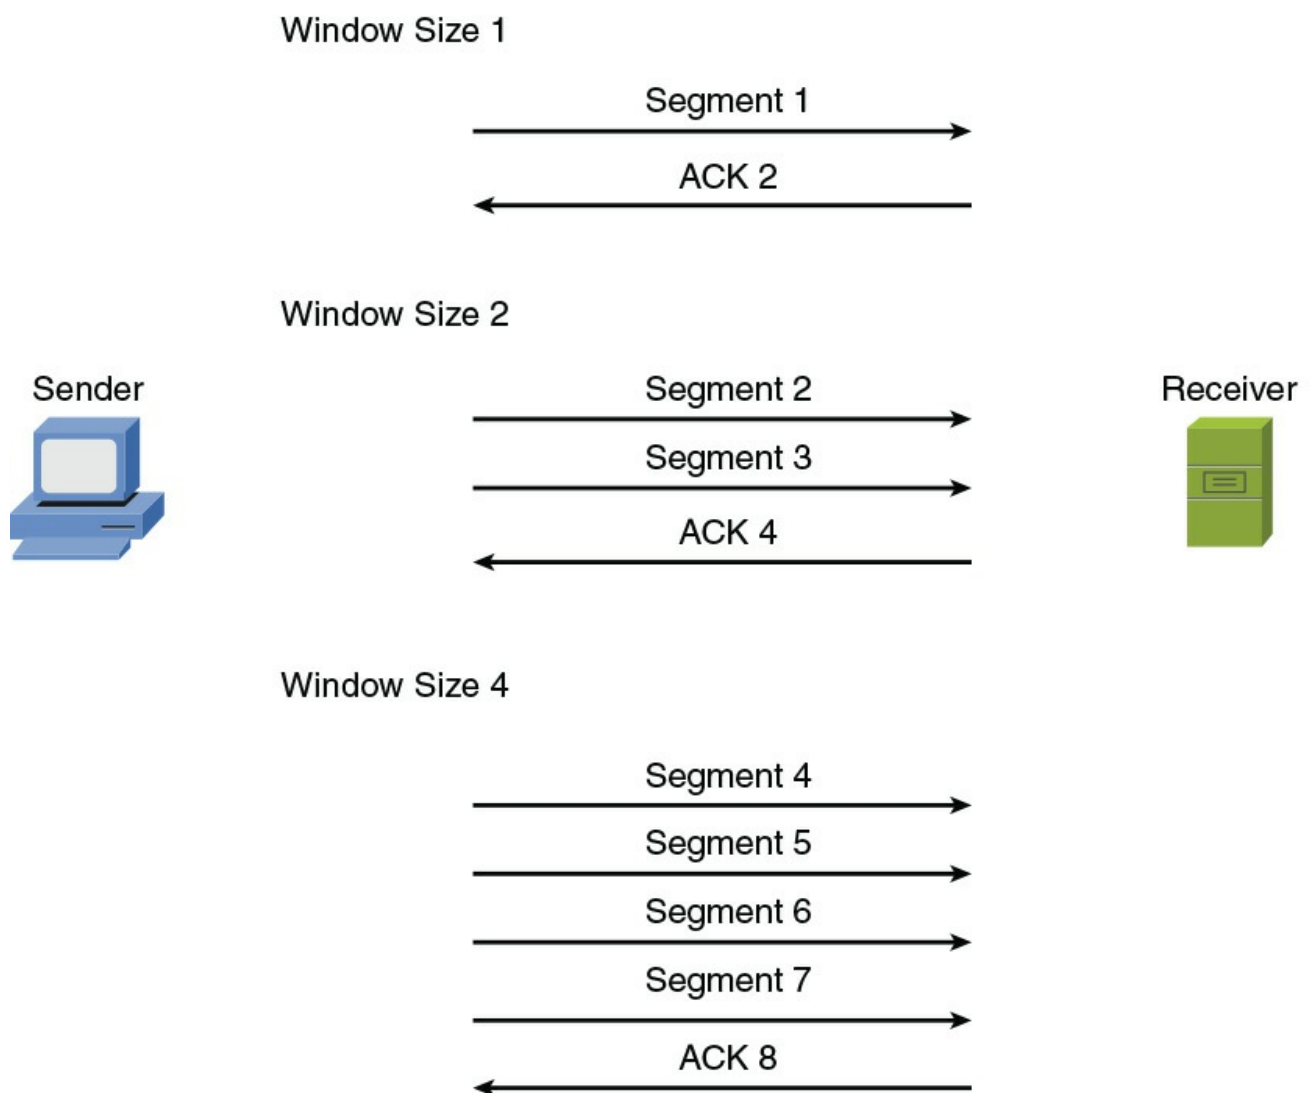 Window Size 1
Segment 1
ACK 2
Window Size 2
Sender
Segment 2
Receiver
Segment 3
ACK 4
Window Size 4
Segment 4
Segment 5
Segment 6
Segment 7
ACK 8